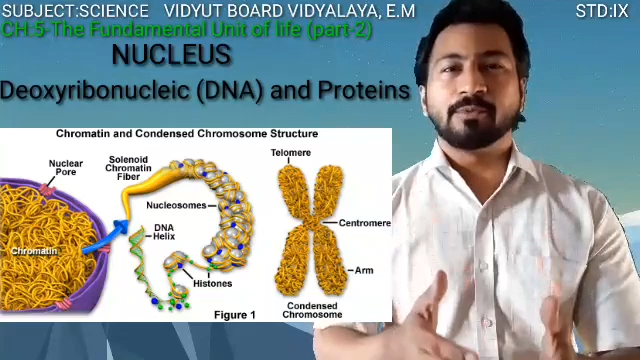 SUBJECT:SCIENCE VIDYUT BOARD VIDYALAYA, E.M STD:IX
CH:5-The Fundamental Unit of life (part-2)
NUCLEUS
Deoxyribonucleic (DNA) and Proteins
Chromatin and Condensed Chromosome Structure
Nuclear
Pore
Solenoid
Chromatin
Fiber
Telomere
Nucleosomes
Centromere
DNA
Helix
Chromatin
Arm
Histones
Condensed
Chromosome
Figure 1